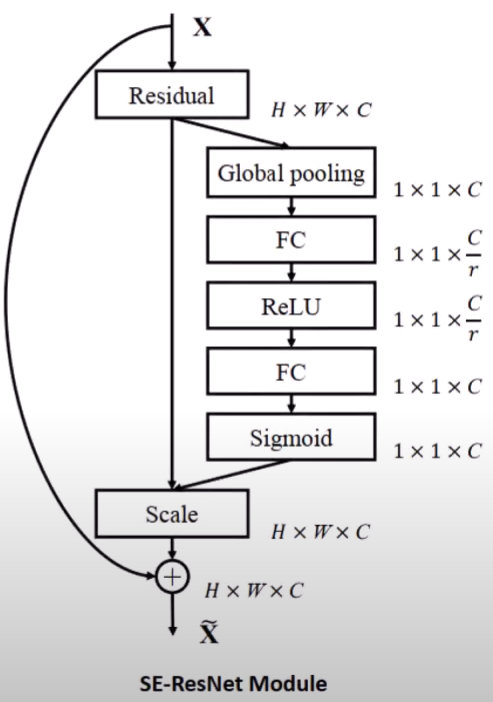 X
Residual
H × W × C
Global pooling
1 × 1 × C
FC
1 × 1 × C/r
ReLU
1 × 1 × C/r
FC
1 × 1 × C
Sigmoid
1 × 1 × C
Scale
H × W × C
+
H × W × C
X̃
SE-ResNet Module